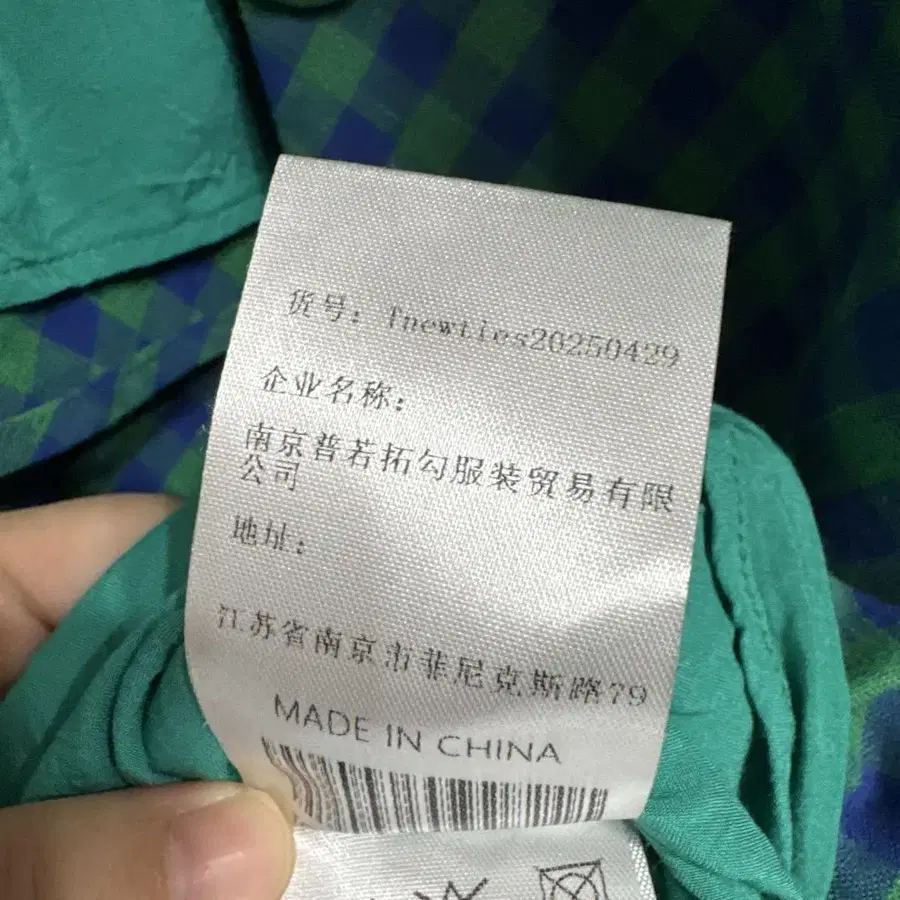 货号: Tnewties20250429
企业名称:
南京普若拓勾服装贸易有限
公司
地址:
江苏省南京市菲尼克斯路79
MADE IN CHINA